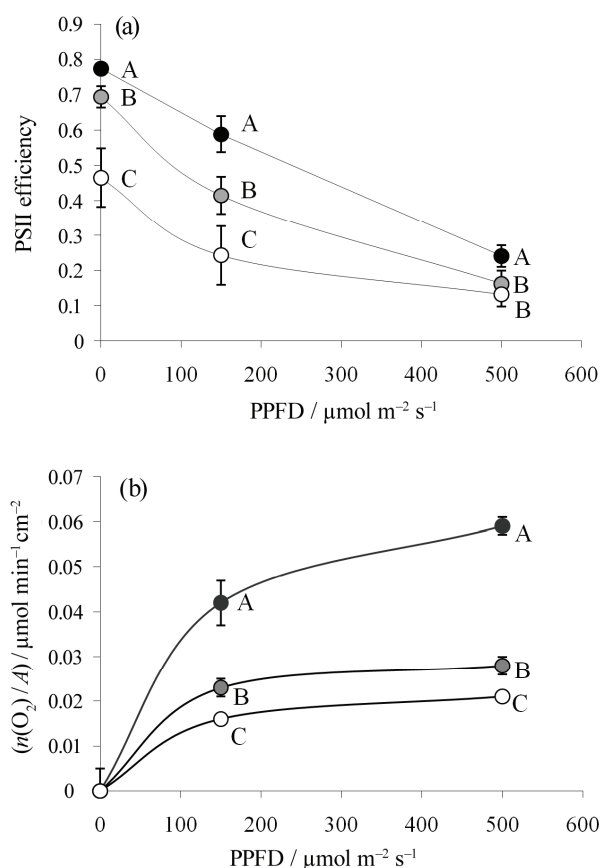 (a)
0.9
0.8
0.7
0.6
0.5
0.4
0.3
0.2
0.1
0
PSII efficiency
A
B
C
A
B
C
A
B
B
0 100 200 300 400 500 600
PPFD / µmol m⁻² s⁻¹
(b)
0.07
0.06
0.05
0.04
0.03
0.02
0.01
0
(n(O₂) / A) / µmol min⁻¹ cm⁻²
A
B
C
A
B
C
0 100 200 300 400 500 600
PPFD / µmol m⁻² s⁻¹